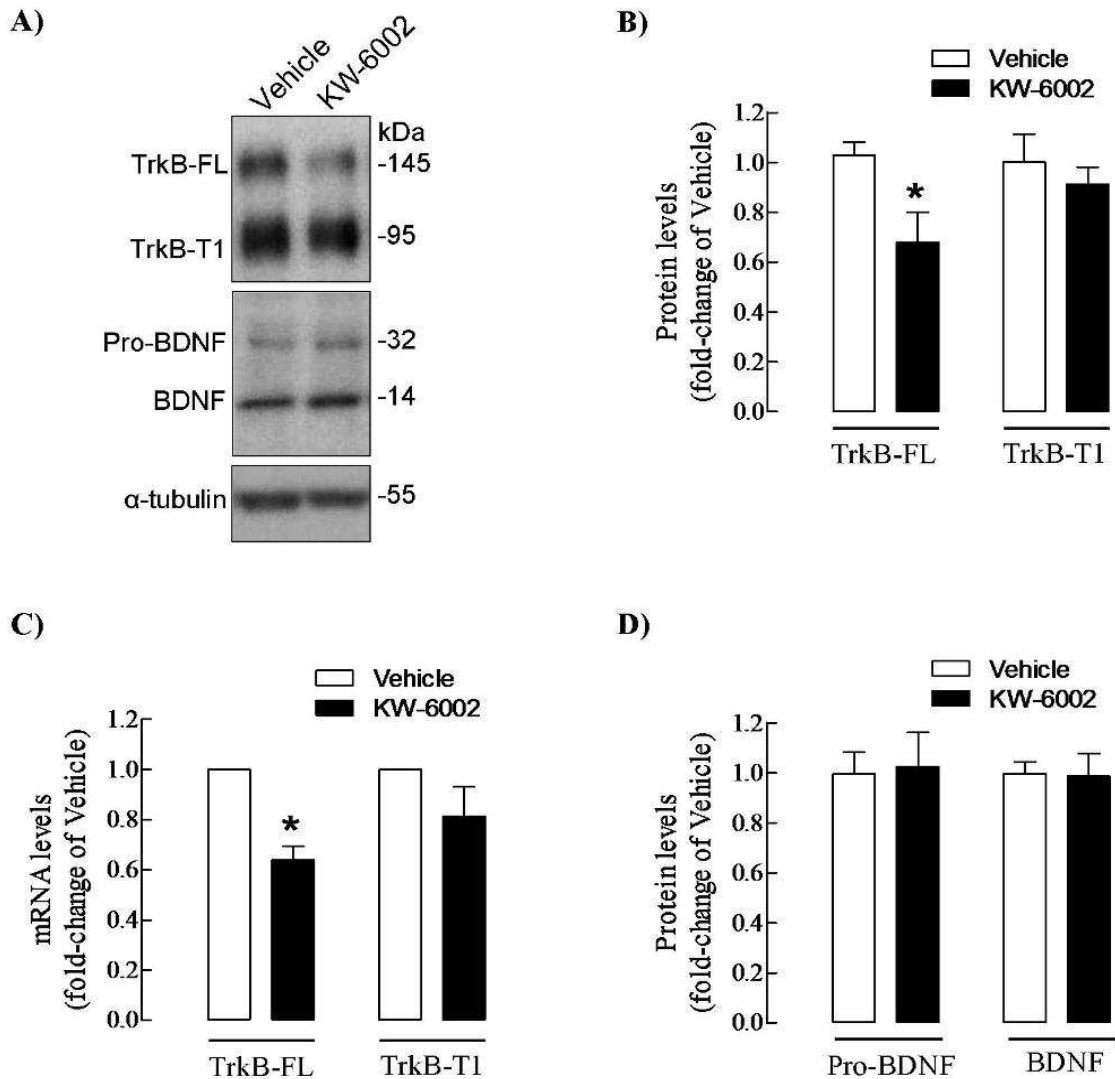 A)
Vehicle
KW-6002
kDa
TrkB-FL
-145
TrkB-T1
-95
Pro-BDNF
-32
BDNF
-14
α-tubulin
-55
B)
Vehicle
KW-6002
Protein levels
(fold-change of Vehicle)
1.2
1.0
0.8
0.6
0.4
0.2
0.0
*
TrkB-FL
TrkB-T1
C)
Vehicle
KW-6002
mRNA levels
(fold-change of Vehicle)
1.2
1.0
0.8
0.6
0.4
0.2
0.0
*
TrkB-FL
TrkB-T1
D)
Vehicle
KW-6002
Protein levels
(fold-change of Vehicle)
1.2
1.0
0.8
0.6
0.4
0.2
0.0
Pro-BDNF
BDNF